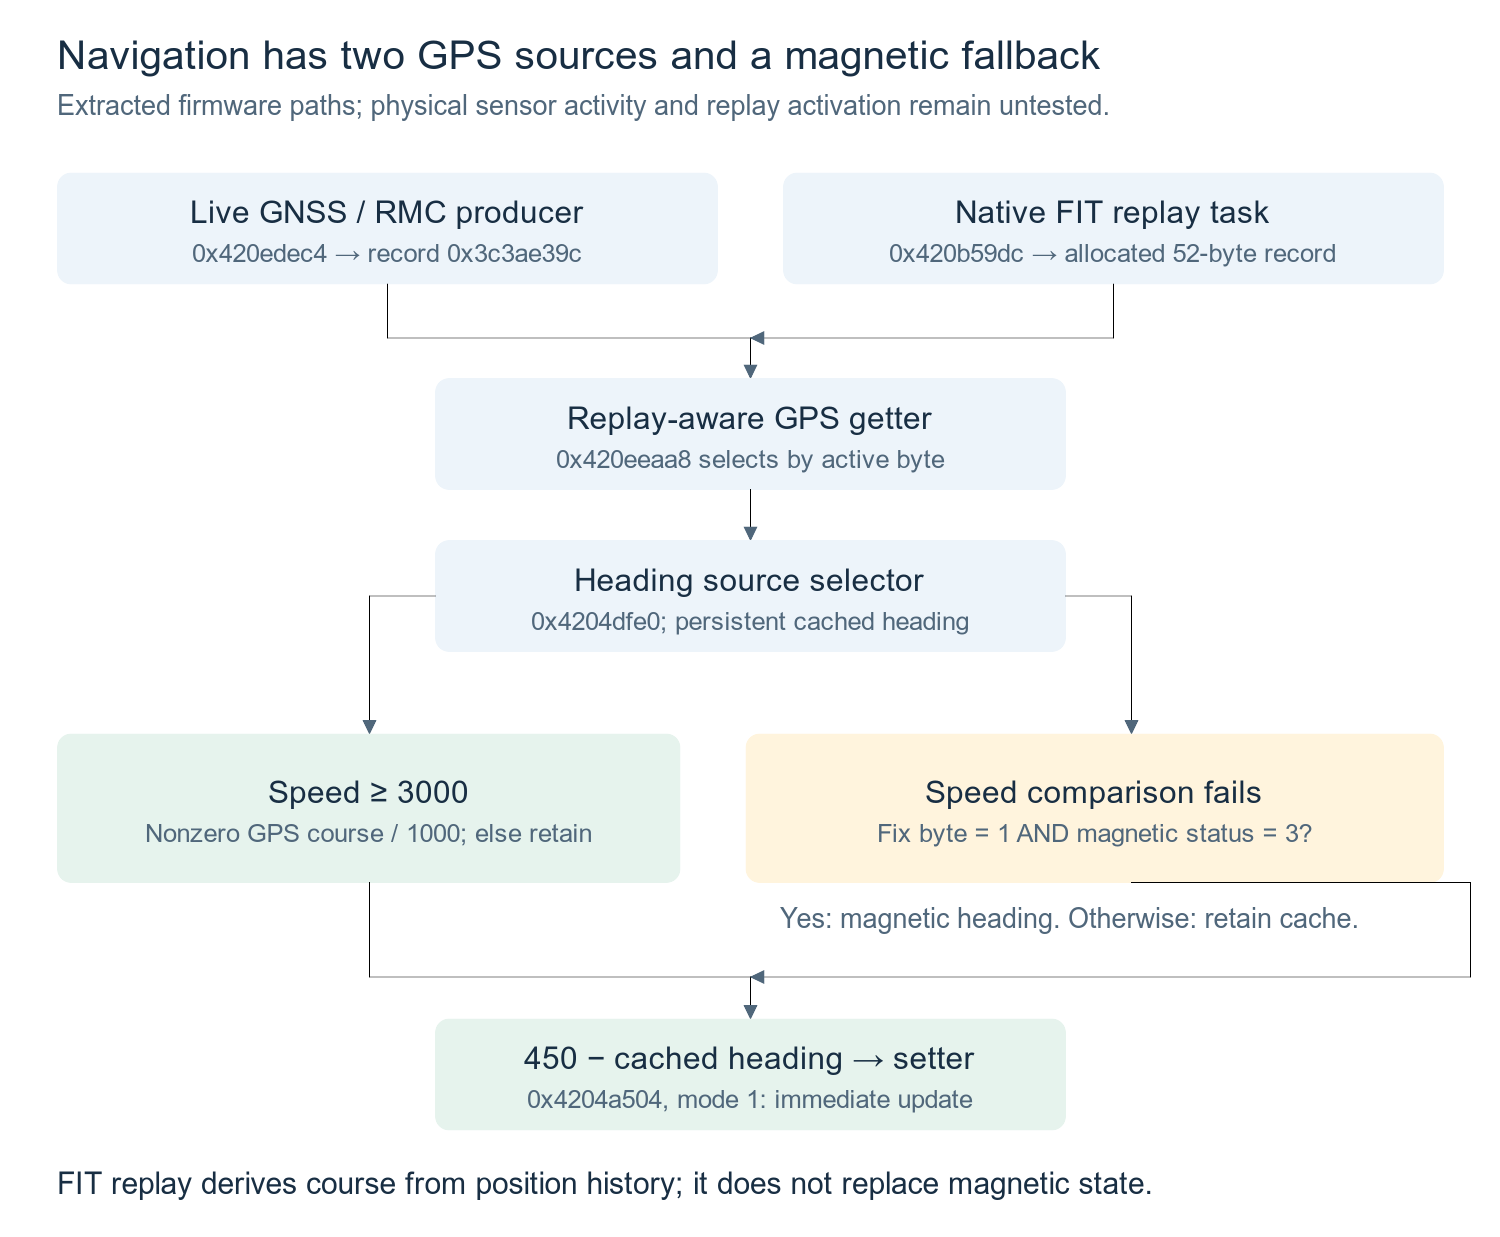 Navigation has two GPS sources and a magnetic fallback
Extracted firmware paths; physical sensor activity and replay activation remain untested.
Live GNSS / RMC producer
0x420edec4 → record 0x3c3ae39c
Native FIT replay task
0x420b59dc → allocated 52-byte record
Replay-aware GPS getter
0x420eeaa8 selects by active byte
Heading source selector
0x4204dfe0; persistent cached heading
Speed ≥ 3000
Nonzero GPS course / 1000; else retain
Speed comparison fails
Fix byte = 1 AND magnetic status = 3?
Yes: magnetic heading. Otherwise: retain cache.
450 − cached heading → setter
0x4204a504, mode 1: immediate update
FIT replay derives course from position history; it does not replace magnetic state.